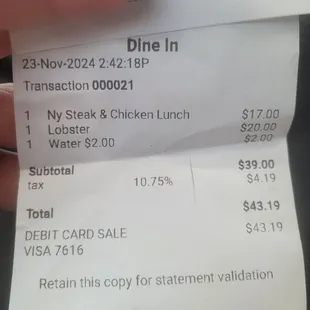 Dine In
23-Nov-2024 2:42:18P
Transaction 000021
1 Ny Steak & Chicken Lunch $17.00
1 Lobster $20.00
1 Water $2.00 $2.00
Subtotal $39.00
tax 10.75% $4.19
Total $43.19
DEBIT CARD SALE $43.19
VISA 7616
Retain this copy for statement validation